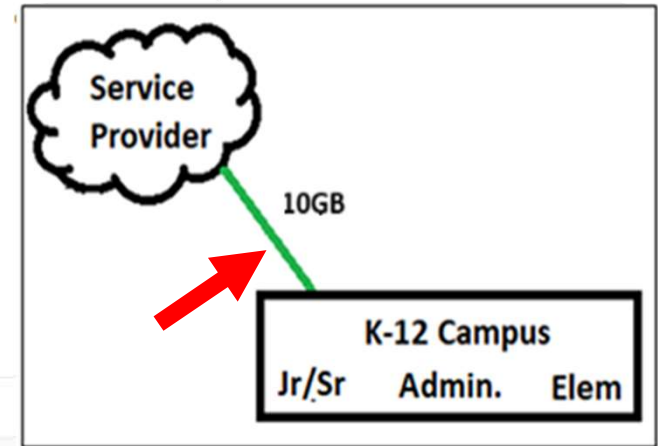 Service
Provider
10GB
K-12 Campus
Jr/Sr Admin. Elem